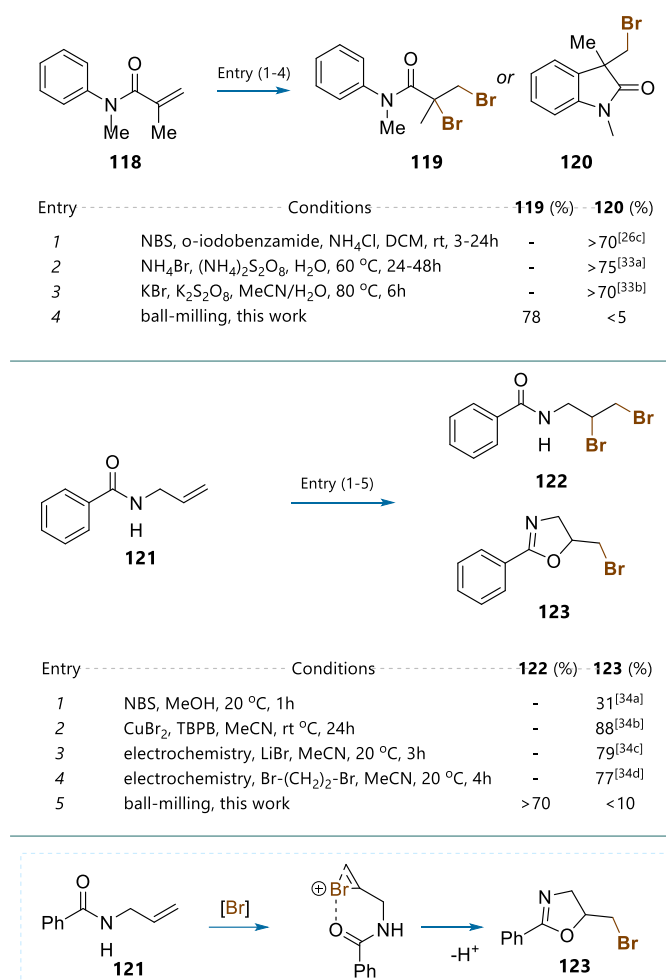 O
N
Me
Me
118
Entry (1-4)
O
N
Me
Br
Br
119
or
Br
Me
O
N
120
Entry Conditions 119 (%) 120 (%)
1 NBS, o-iodobenzamide, NH4Cl, DCM, rt, 3-24h - >70[26c]
2 NH4Br, (NH4)2S2O8, H2O, 60 °C, 24-48h - >75[33a]
3 KBr, K2S2O8, MeCN/H2O, 80 °C, 6h - >70[33b]
4 ball-milling, this work 78 <5
O
N
H
121
Entry (1-5)
O
N
H
Br
Br
122
N
O
Br
123
Entry Conditions 122 (%) 123 (%)
1 NBS, MeOH, 20 °C, 1h - 31[34a]
2 CuBr2, TBPB, MeCN, rt °C, 24h - 88[34b]
3 electrochemistry, LiBr, MeCN, 20 °C, 3h - 79[34c]
4 electrochemistry, Br-(CH2)2-Br, MeCN, 20 °C, 4h - 77[34d]
5 ball-milling, this work >70 <10
O
Ph
N
H
121
[Br]
+
Br
O
NH
Ph
-H+
N
Ph
O
Br
123